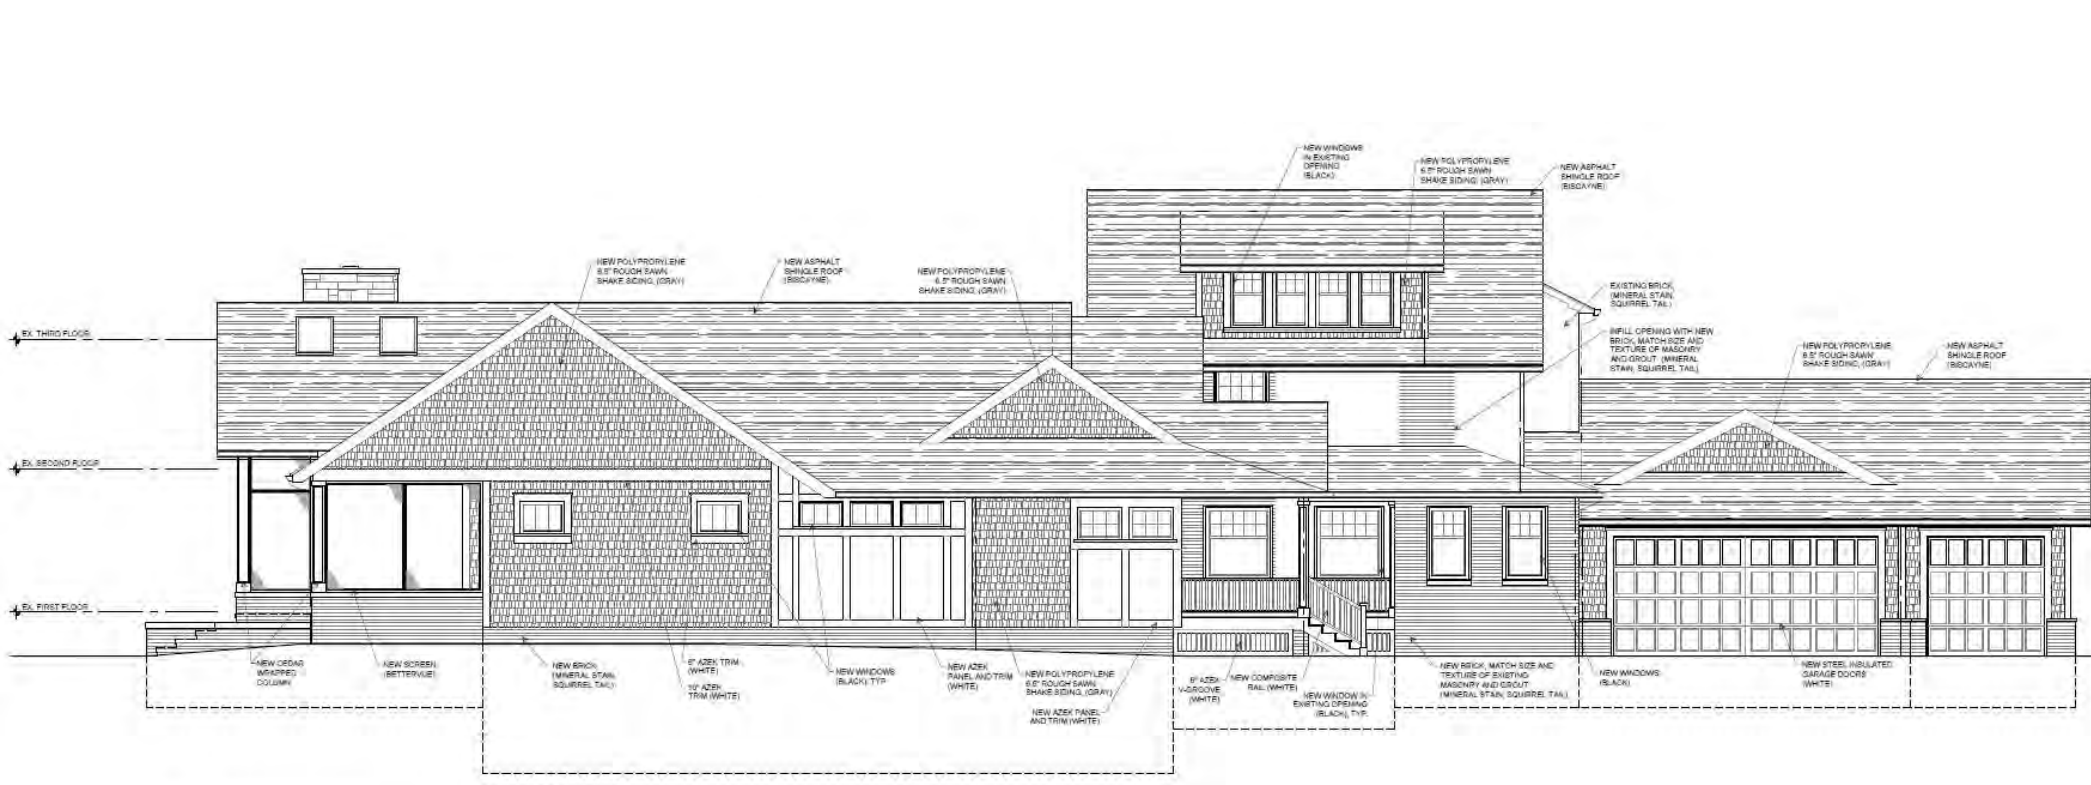 NEW WINDOWS
IN EXISTING
OPENING
(BLACK)
NEW POLYPROPYLENE
6.5" ROUGH SAWN
SHAKE SIDING, (GRAY)
NEW ASPHALT
SHINGLE ROOF
(BISCAYNE)
NEW POLYPROPYLENE
6.5" ROUGH SAWN
SHAKE SIDING, (GRAY)
NEW ASPHALT
SHINGLE ROOF
(BISCAYNE)
NEW POLYPROPYLENE
6.5" ROUGH SAWN
SHAKE SIDING, (GRAY)
EXISTING BRICK,
(MINERAL STAIN,
SQUIRREL TAIL)
INFILL OPENING WITH NEW
BRICK, MATCH SIZE AND
TEXTURE OF MASONRY
AND GROUT (MINERAL
STAIN, SQUIRREL TAIL)
NEW POLYPROPYLENE
6.5" ROUGH SAWN
SHAKE SIDING, (GRAY)
NEW ASPHALT
SHINGLE ROOF
(BISCAYNE)
EX. THIRD FLOOR
EX. SECOND FLOOR
EX. FIRST FLOOR
NEW CEDAR
WRAPPED
COLUMN
NEW SCREEN
(BETTERVUE)
NEW BRICK
(MINERAL STAIN,
SQUIRREL TAIL)
6" AZEK TRIM
(WHITE)
10" AZEK
TRIM (WHITE)
NEW WINDOWS
(BLACK) TYP
NEW AZEK
PANEL AND TRIM
(WHITE)
NEW POLYPROPYLENE
6.5" ROUGH SAWN
SHAKE SIDING, (GRAY)
NEW AZEK PANEL
AND TRIM (WHITE)
6" AZEK
V-GROOVE
(WHITE)
NEW COMPOSITE
RAIL (WHITE)
NEW WINDOW IN
EXISTING OPENING
(BLACK), TYP.
NEW BRICK, MATCH SIZE AND
TEXTURE OF EXISTING
MASONRY AND GROUT
(MINERAL STAIN, SQUIRREL TAIL)
NEW WINDOWS
(BLACK)
NEW STEEL INSULATED
GARAGE DOORS
(WHITE)